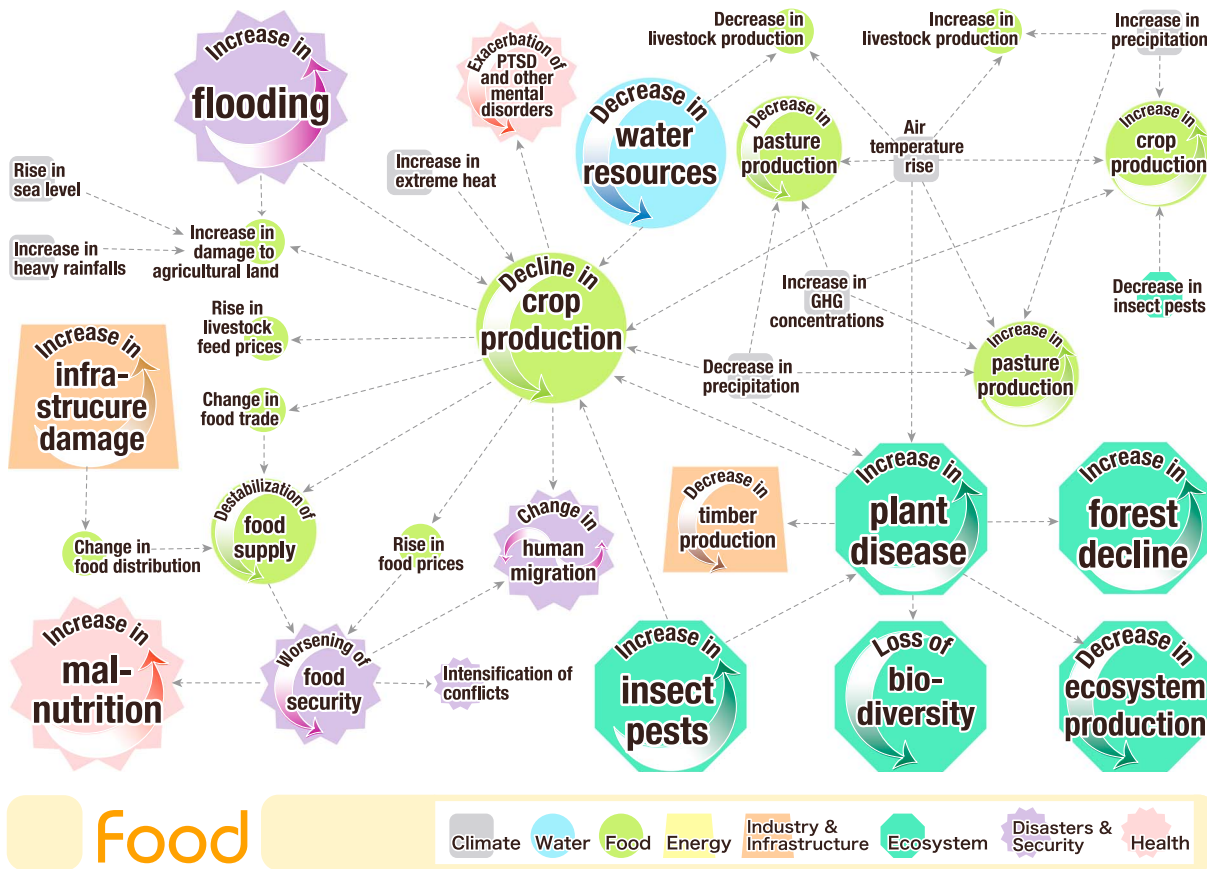 Increase in
flooding
Exacerbation of
PTSD
and other
mental
disorders
Decrease in
livestock production
Increase in
livestock production
Increase in
precipitation
Decrease in
water
resources
Decrease in
pasture
production
Air
temperature
rise
Increase in
crop
production
Rise in
sea level
Increase in
extreme heat
Increase in
heavy rainfalls
Increase in
damage to
agricultural land
Decline in
crop
production
Increase in
GHG
concentrations
Decrease in
insect pests
Rise in
livestock
feed prices
Increase in
infra-
strucure
damage
Decrease in
precipitation
Increase in
pasture
production
Change in
food trade
Destabilization of
food
supply
Change in
food distribution
Rise in
food prices
Change in
human
migration
Decrease in
timber
production
Increase in
plant
disease
Increase in
forest
decline
Increase in
mal-
nutrition
Worsening of
food
security
Intensification of
conflicts
Increase in
insect
pests
Loss of
bio-
diversity
Decrease in
ecosystem
production
Food
Climate
Water
Food
Energy
Industry &
Infrastructure
Ecosystem
Disasters &
Security
Health